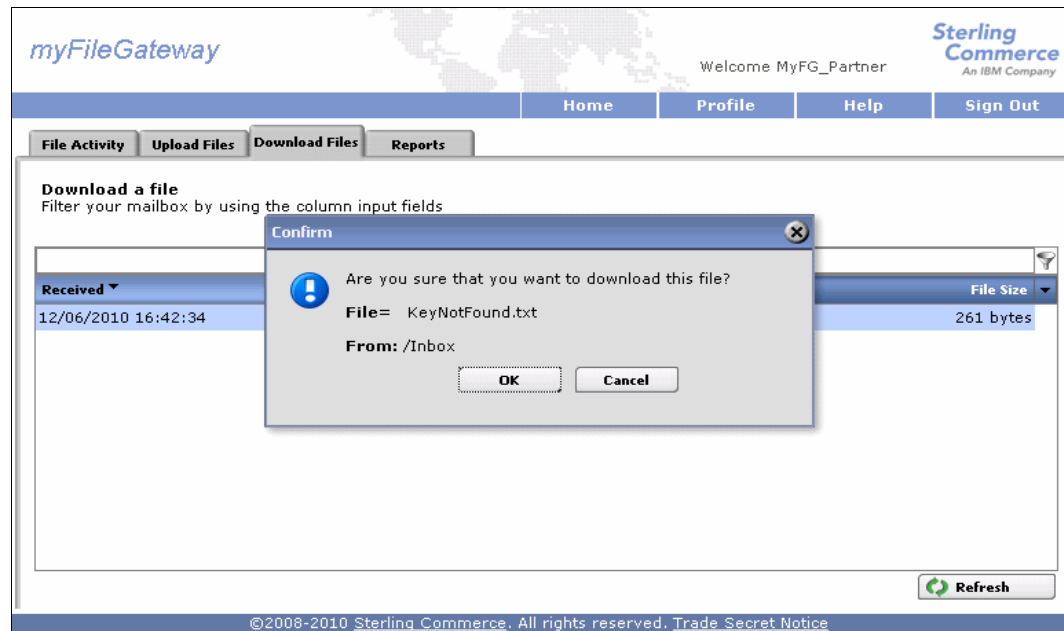 myFileGateway
Sterling
Commerce
An IBM Company
Welcome MyFG_Partner
Home Profile Help Sign Out
File Activity Upload Files Download Files Reports
Download a file
Filter your mailbox by using the column input fields
Confirm
Are you sure that you want to download this file?
File= KeyNotFound.txt
From: /Inbox
OK Cancel
Received File Size
12/06/2010 16:42:34 261 bytes
Refresh
©2008-2010 Sterling Commerce. All rights reserved. Trade Secret Notice